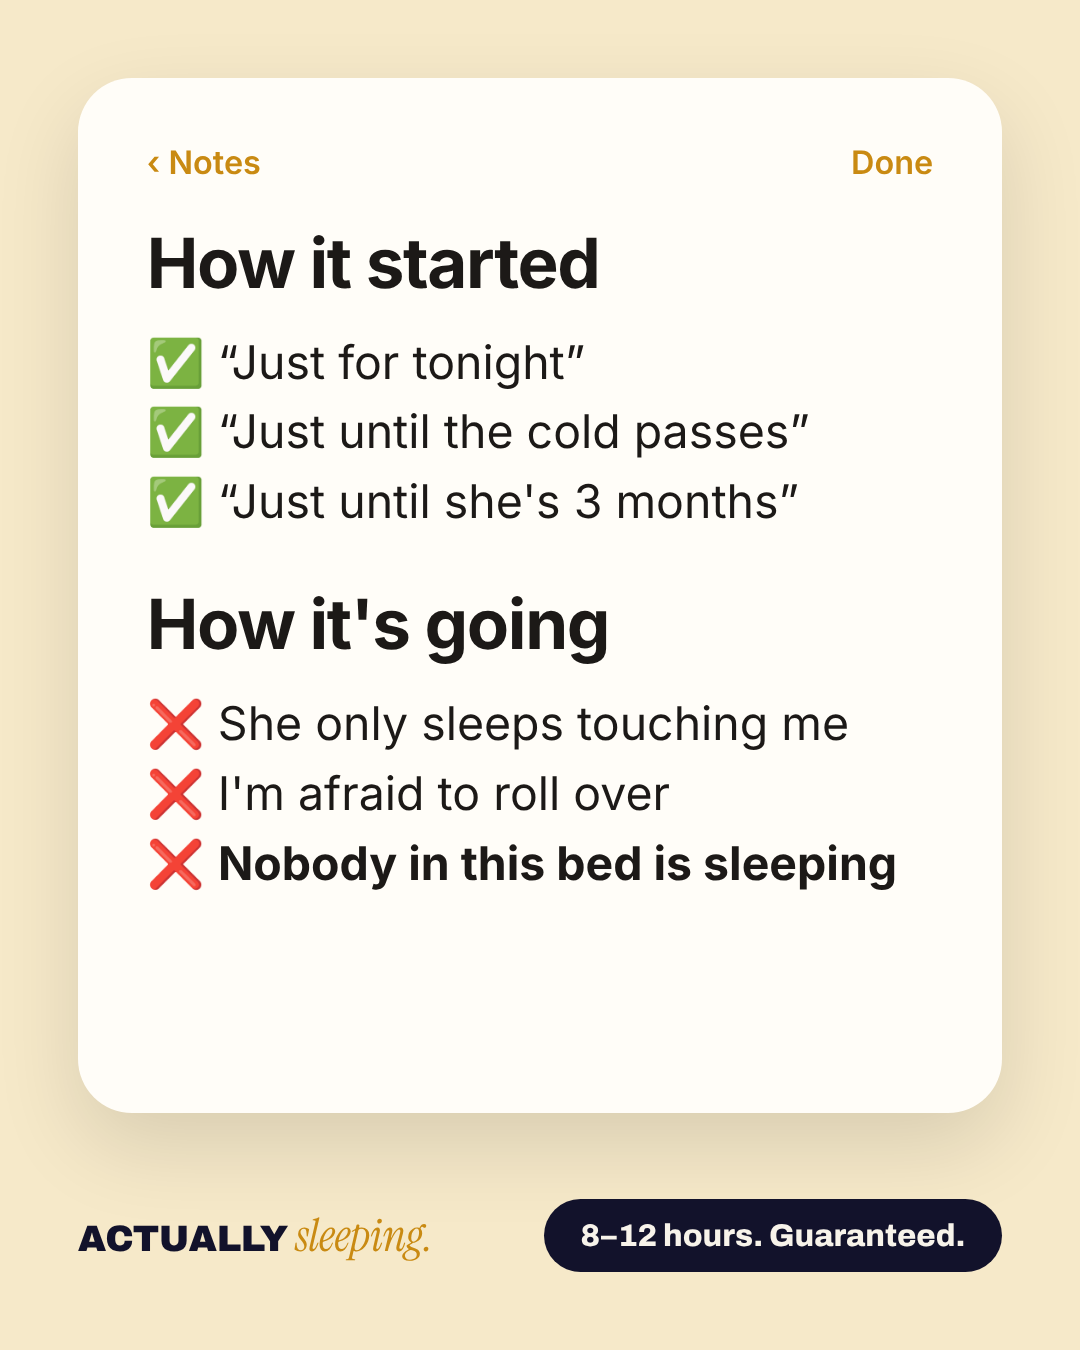 ‹ Notes
Done
How it started
✅ “Just for tonight”
✅ “Just until the cold passes”
✅ “Just until she's 3 months”
How it's going
❌ She only sleeps touching me
❌ I'm afraid to roll over
❌ Nobody in this bed is sleeping
ACTUALLY sleeping.
8–12 hours. Guaranteed.